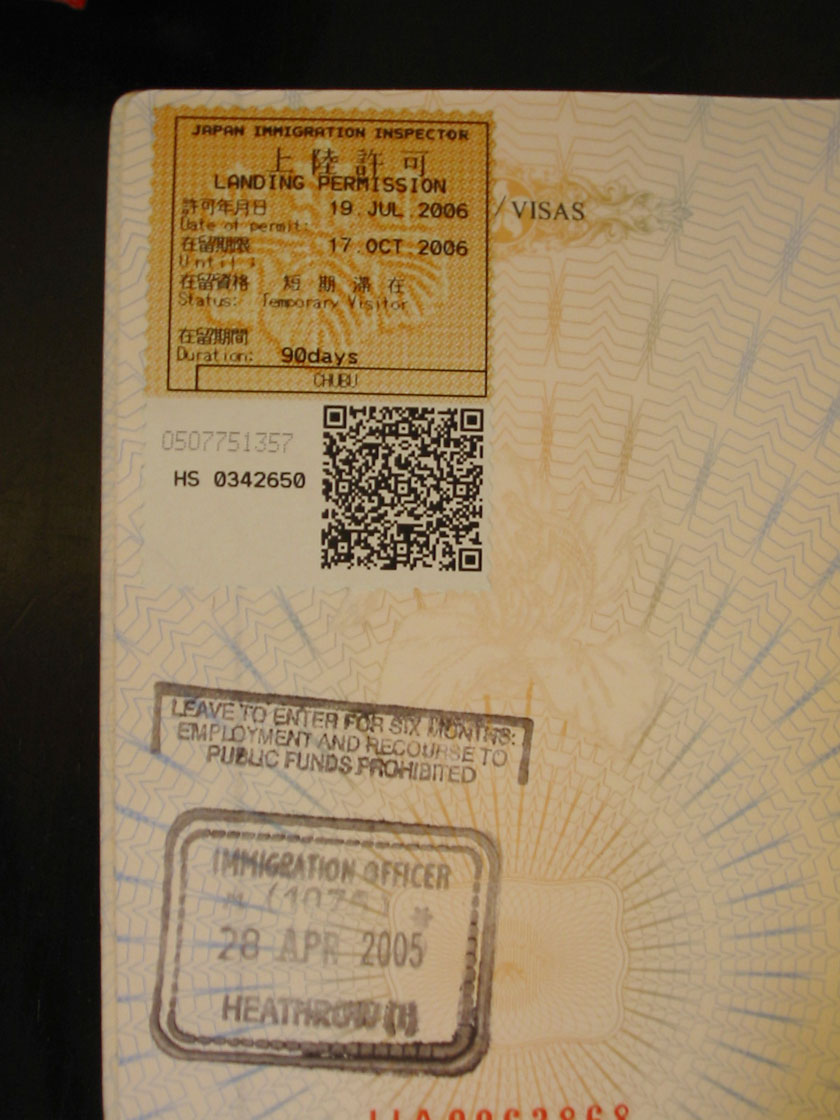 JAPAN IMMIGRATION INSPECTOR
上陸許可
LANDING PERMISSION
許可年月日 19.JUL.2006
Date of permit:
/VISAS
在留期限 17.OCT.2006
Until :
在留資格 短期滞在
Status: Temporary Visitor
在留期間
Duration: 90days
CHUBU
0507751357
HS 0342650
LEAVE TO ENTER FOR SIX MONTHS:
EMPLOYMENT AND RECOURSE TO
PUBLIC FUNDS PROHIBITED
IMMIGRATION OFFICER
28 APR 2005
HEATHROW